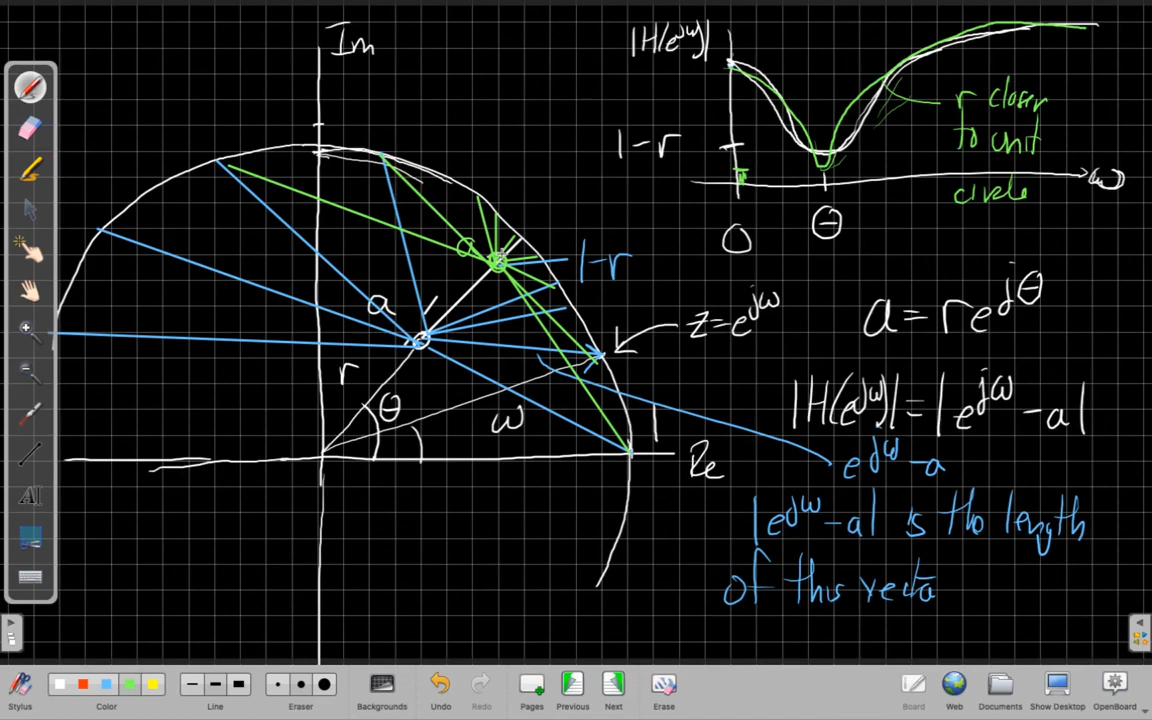 Im
|H(e^jω)|
1-r
0
θ
ω
r closer
to unit
circle
a
1-r
z=e^jω
a
r
θ
ω
1
Re
a=re^jθ
|H(e^jω)|=|e^jω-a|
e^jω-a
|e^jω-a| is the length
of this vecto
Stylus
Color
Line
Eraser
Backgrounds
Undo
Redo
Pages
Previous
Next
Erase
Board
Web
Documents
Show Desktop
OpenBoard